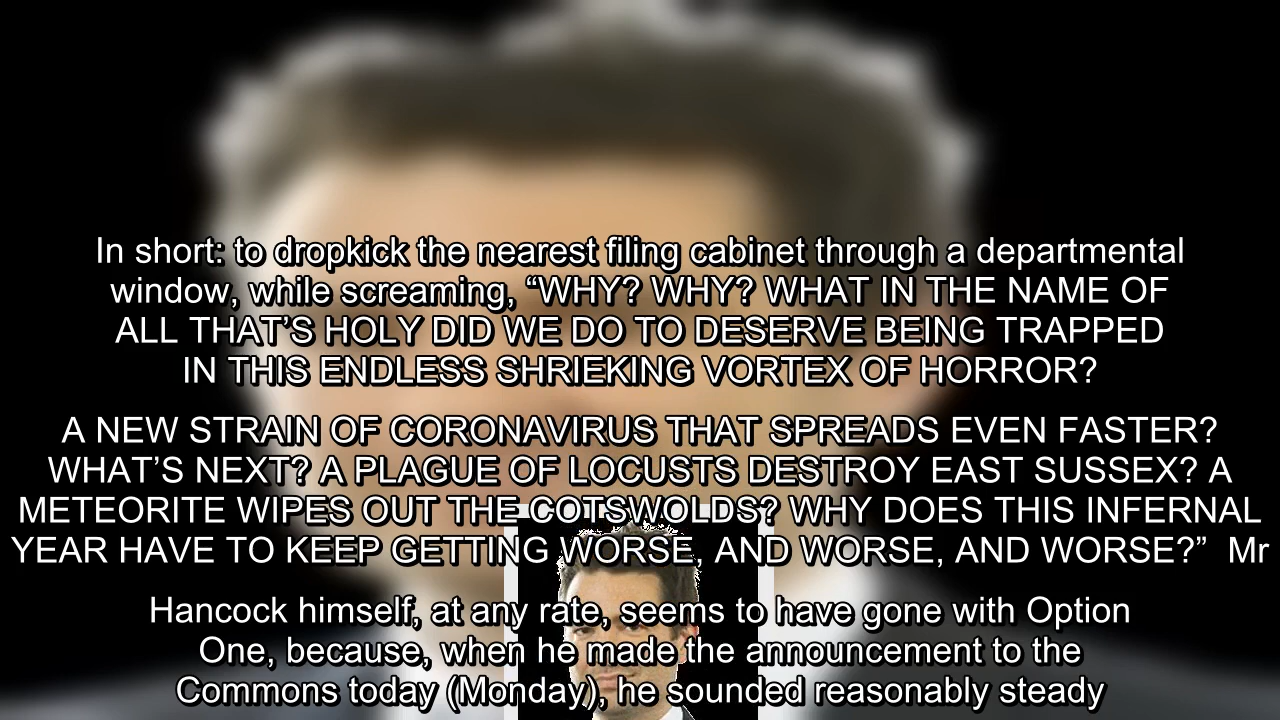 In short: to dropkick the nearest filing cabinet through a departmental
window, while screaming, “WHY? WHY? WHAT IN THE NAME OF
ALL THAT’S HOLY DID WE DO TO DESERVE BEING TRAPPED
IN THIS ENDLESS SHRIEKING VORTEX OF HORROR?
A NEW STRAIN OF CORONAVIRUS THAT SPREADS EVEN FASTER?
WHAT’S NEXT? A PLAGUE OF LOCUSTS DESTROY EAST SUSSEX? A
METEORITE WIPES OUT THE COTSWOLDS? WHY DOES THIS INFERNAL
YEAR HAVE TO KEEP GETTING WORSE, AND WORSE, AND WORSE?”  Mr
Hancock himself, at any rate, seems to have gone with Option
One, because, when he made the announcement to the
Commons today (Monday), he sounded reasonably steady